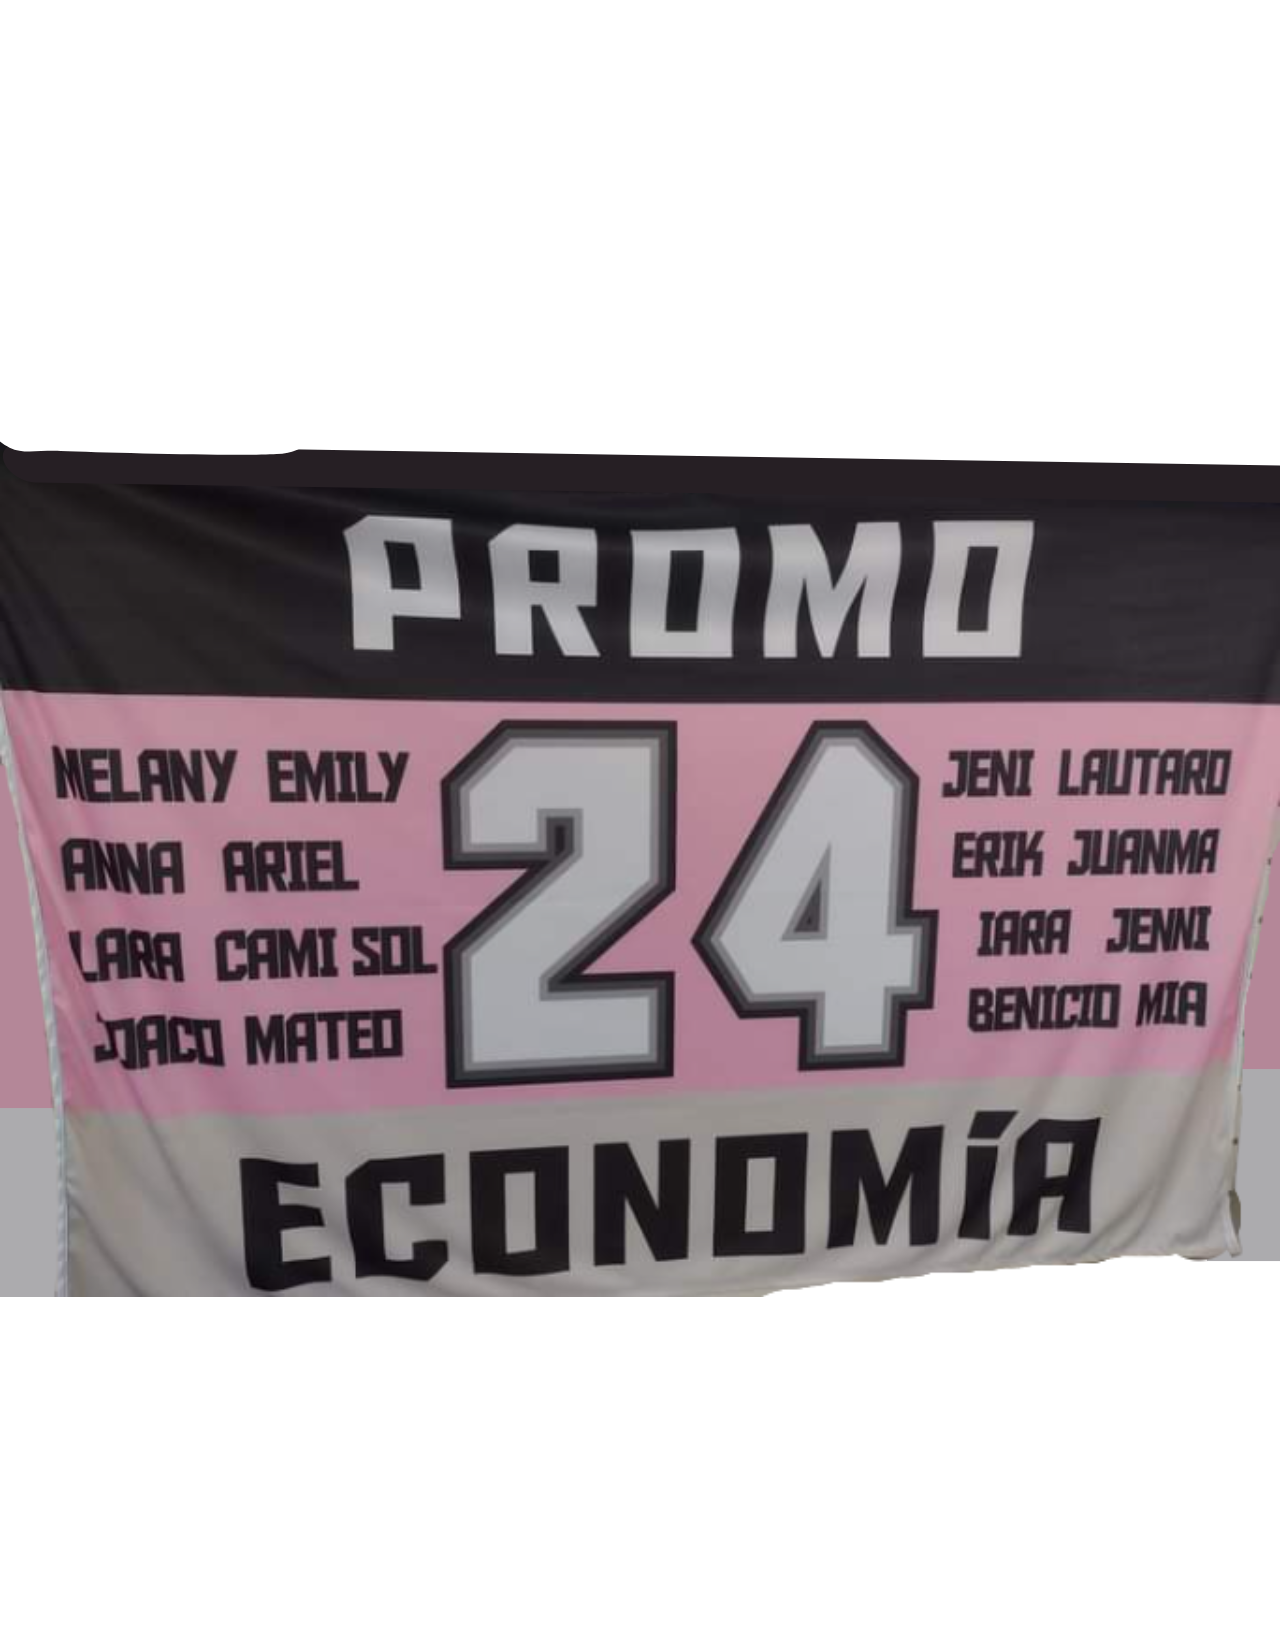 PROMO
MELANY EMILY
ANNA ARIEL
LARA CAMI SOL
JOACO MATEO
24
JENI LAUTARO
ERIK JUANMA
IARA JENNI
BENICIO MIA
ECONOMÍA